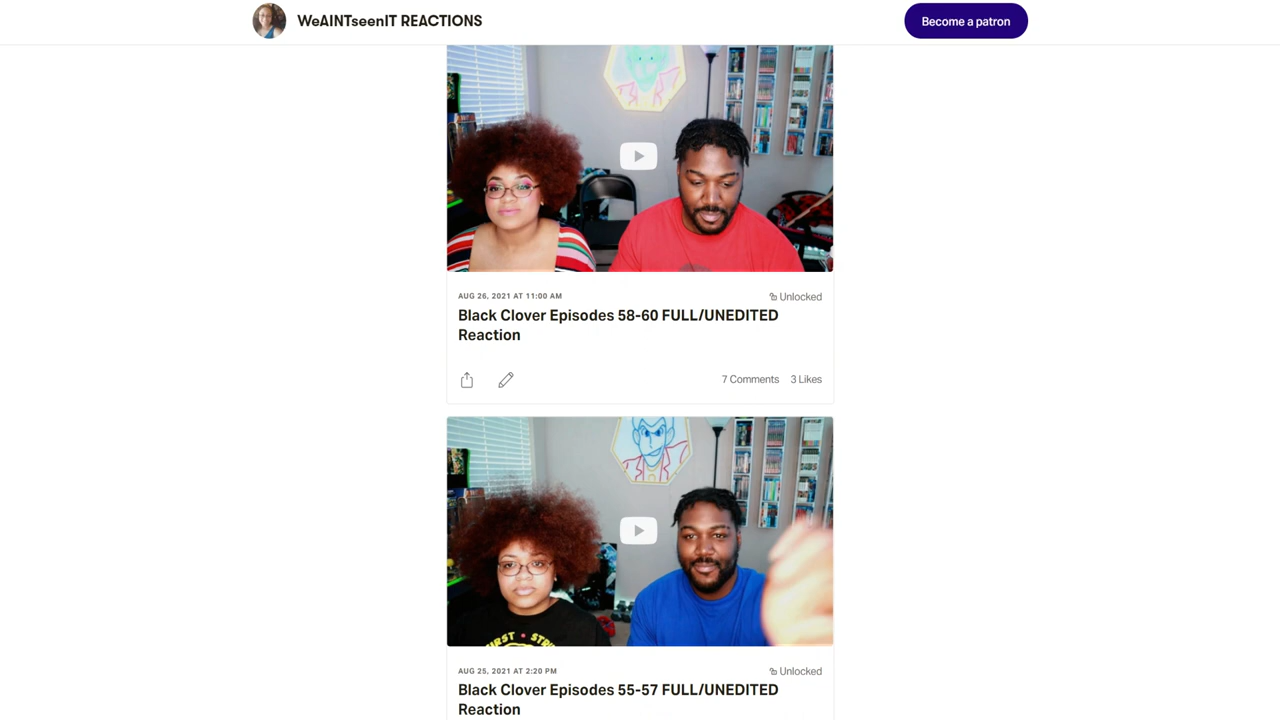 WeAINTseenIT REACTIONS
Become a patron
AUG 26, 2021 AT 11:00 AM
Unlocked
Black Clover Episodes 58-60 FULL/UNEDITED
Reaction
7 Comments 3 Likes
AUG 25, 2021 AT 2:20 PM
Unlocked
Black Clover Episodes 55-57 FULL/UNEDITED
Reaction